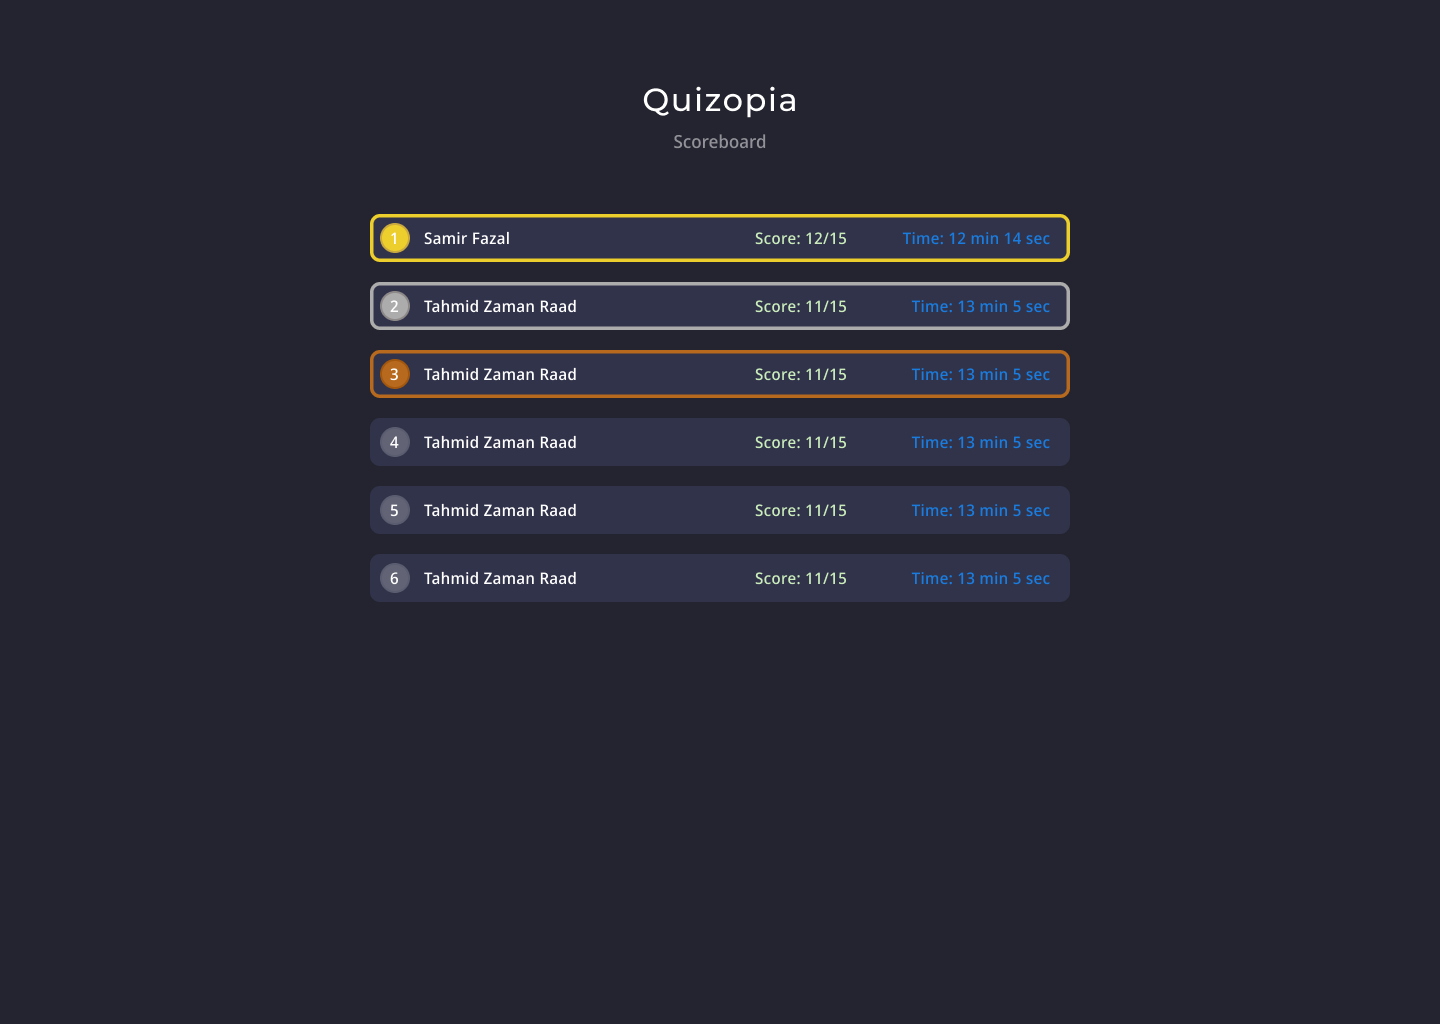 Quizopia
Scoreboard
1 Samir Fazal Score: 12/15 Time: 12 min 14 sec
2 Tahmid Zaman Raad Score: 11/15 Time: 13 min 5 sec
3 Tahmid Zaman Raad Score: 11/15 Time: 13 min 5 sec
4 Tahmid Zaman Raad Score: 11/15 Time: 13 min 5 sec
5 Tahmid Zaman Raad Score: 11/15 Time: 13 min 5 sec
6 Tahmid Zaman Raad Score: 11/15 Time: 13 min 5 sec